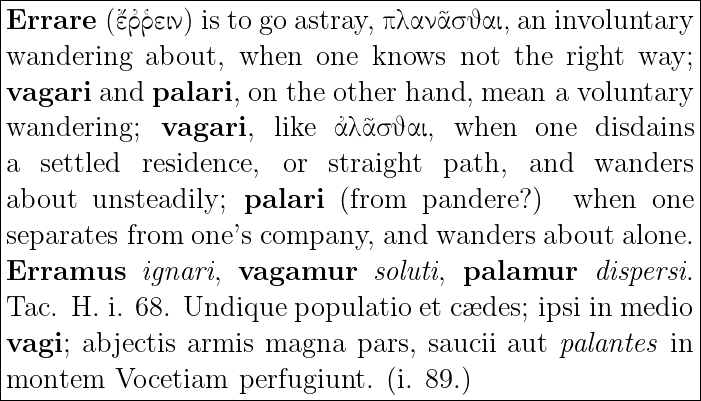 Errare (ἔῤῥειν) is to go astray, πλανᾶσϑαι, an involuntary
wandering about, when one knows not the right way;
vagari and palari, on the other hand, mean a voluntary
wandering; vagari, like ἀλᾶσϑαι, when one disdains
a settled residence, or straight path, and wanders
about unsteadily; palari (from pandere?) when one
separates from one's company, and wanders about alone.
Erramus ignari, vagamur soluti, palamur dispersi.
Tac. H. i. 68. Undique populatio et cædes; ipsi in medio
vagi; abjectis armis magna pars, saucii aut palantes in
montem Vocetiam perfugiunt. (i. 89.)